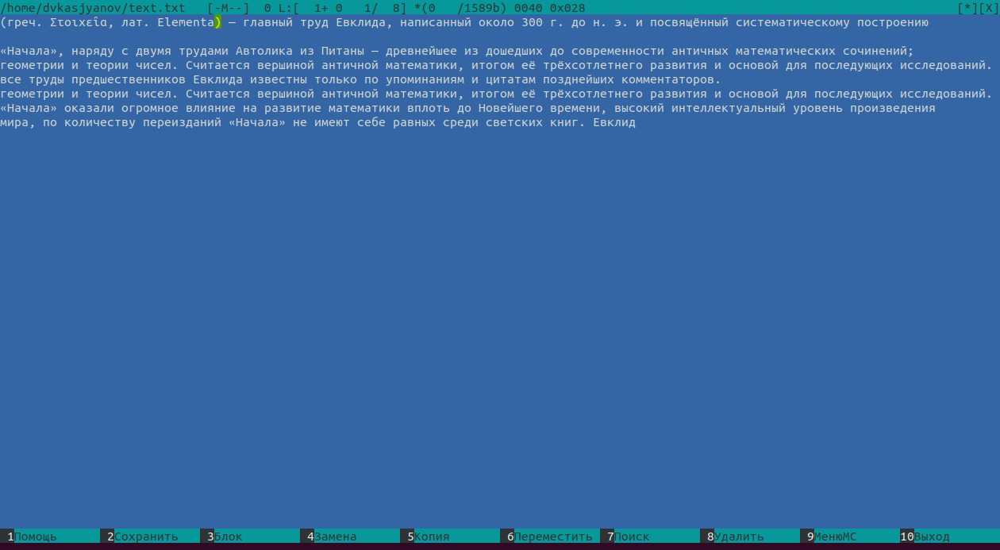 /home/dvkasjyanov/text.txt [-M--] 0 L:[ 1+ 0 1/ 8] *(0 /1589b) 0040 0x028 [*][X]
(греч. Στοιχεῖα, лат. Elementa) — главный труд Евклида, написанный около 300 г. до н. э. и посвящённый систематическому построению
«Начала», наряду с двумя трудами Автолика из Питаны — древнейшее из дошедших до современности античных математических сочинений;
геометрии и теории чисел. Считается вершиной античной математики, итогом её трёхсотлетнего развития и основой для последующих исследований.
все труды предшественников Евклида известны только по упоминаниям и цитатам позднейших комментаторов.
геометрии и теории чисел. Считается вершиной античной математики, итогом её трёхсотлетнего развития и основой для последующих исследований.
«Начала» оказали огромное влияние на развитие математики вплоть до Новейшего времени, высокий интеллектуальный уровень произведения
мира, по количеству переизданий «Начала» не имеют себе равных среди светских книг. Евклид
1Помощь 2Сохранить 3Блок 4Замена 5Копия 6Переместить 7Поиск 8Удалить 9МенюMC 10Выход